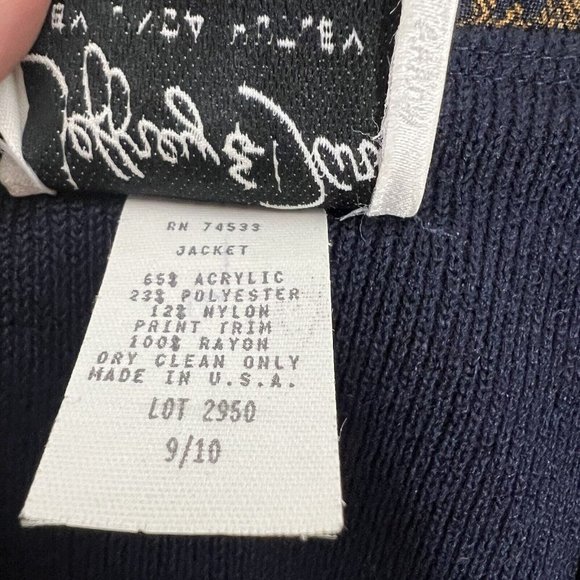 RN 74533
JACKET
65% ACRYLIC
23% POLYESTER
12% NYLON
PRINT TRIM
100% RAYON
DRY CLEAN ONLY
MADE IN U.S.A.
LOT 2950
9/10